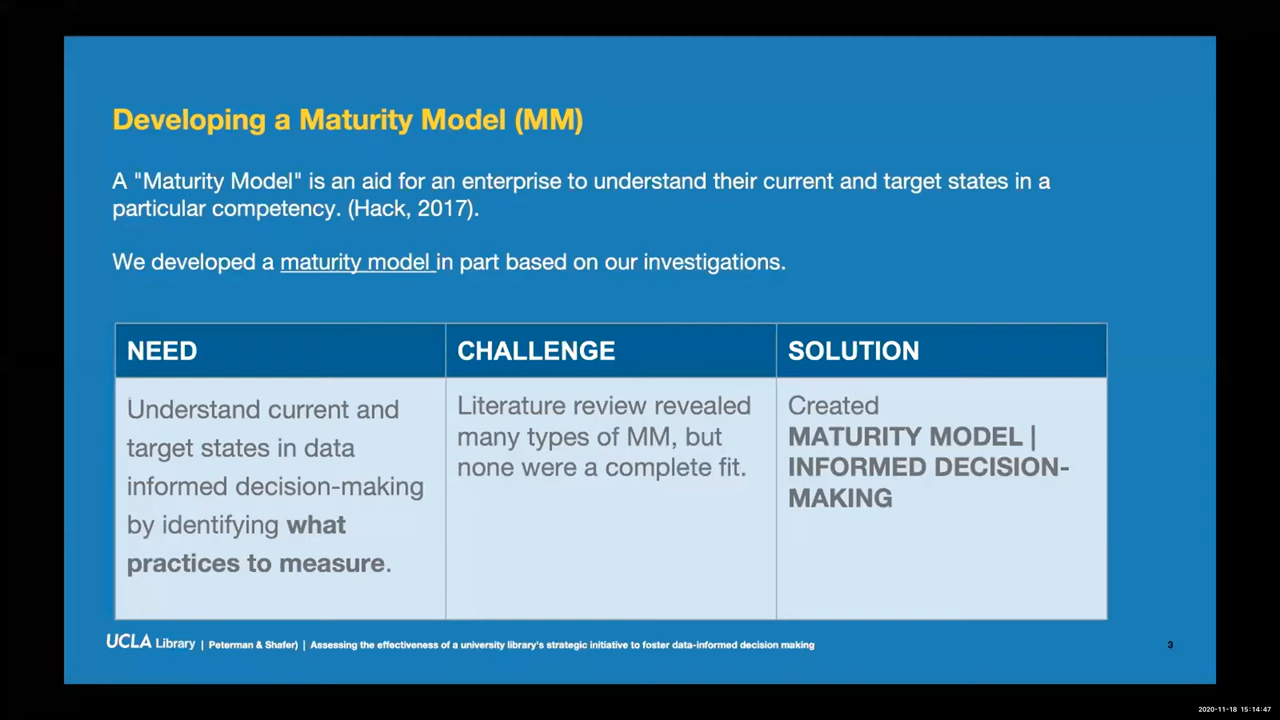 Developing a Maturity Model (MM)
A "Maturity Model" is an aid for an enterprise to understand their current and target states in a
particular competency. (Hack, 2017).
We developed a maturity model in part based on our investigations.
NEED
Understand current and
target states in data
informed decision-making
by identifying what
practices to measure.
CHALLENGE
Literature review revealed
many types of MM, but
none were a complete fit.
SOLUTION
Created
MATURITY MODEL |
INFORMED DECISION-
MAKING
UCLA Library | Peterman & Shafer) | Assessing the effectiveness of a university library's strategic initiative to foster data-informed decision making
3
2020-11-18 15:14:47